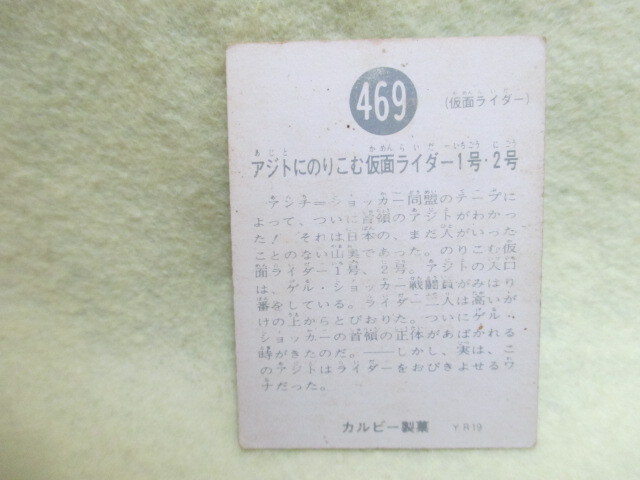 469
(仮面ライダー)
アジトにのりこむ仮面ライダー1号・2号
アンチ＝ショッカー同盟のテープに
よって、ついに首領のアジトがわかっ
た！ それは日本の、まだ人がいった
ことのない山奥であった。のりこむ仮
面ライダー1号、2号。アジトの入口
は、ゲル・ショッカー戦闘員がみはり
番をしている。ライダー二人は高いが
けの上からとびおりた。ついにゲル・
ショッカーの首領の正体があばかれる
時がきたのだ。――しかし、実は、こ
のアジトはライダーをおびきよせるワ
ナだった。
カルビー製菓 YR19